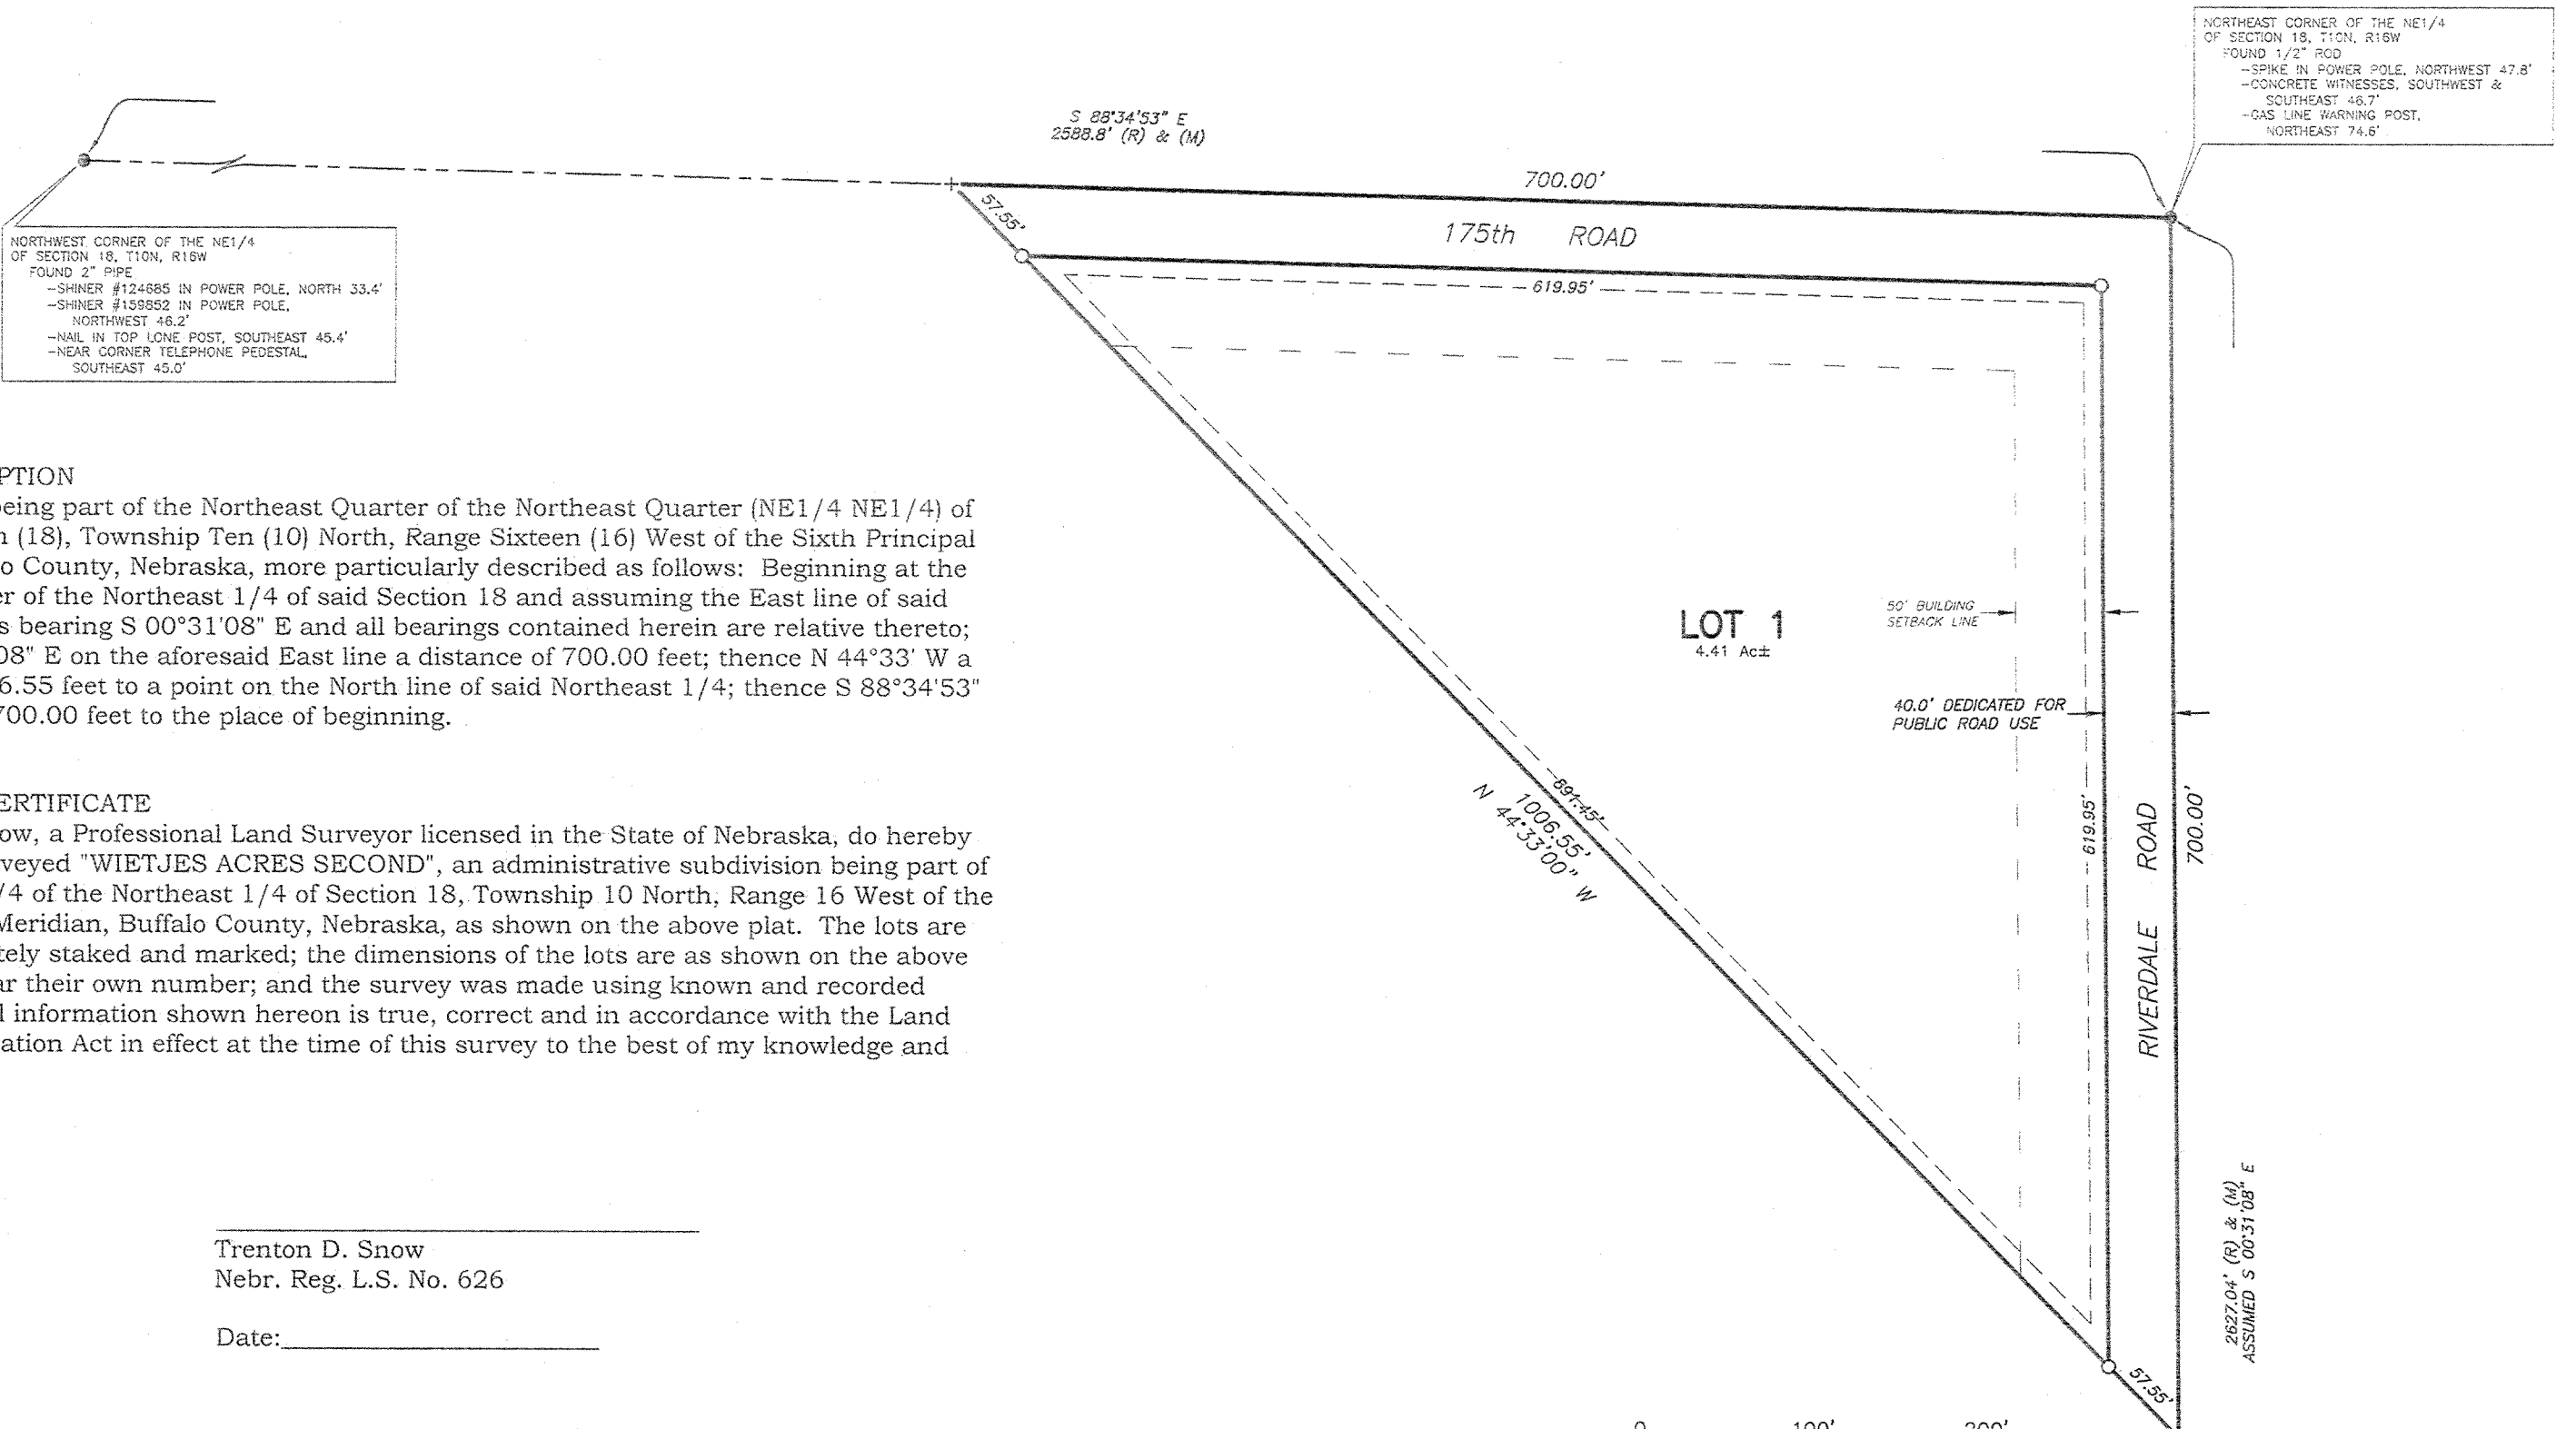 NORTHEAST CORNER OF THE NE1/4
OF SECTION 18, T10N, R16W
FOUND 1/2" ROD
-SPIKE IN POWER POLE, NORTHWEST 47.8'
-CONCRETE WITNESSES, SOUTHWEST &
SOUTHEAST 46.7'
-GAS LINE WARNING POST,
NORTHEAST 74.6'
S 88°34'53" E
2588.8' (R) & (M)
700.00'
57.55'
175th ROAD
619.95'
NORTHWEST CORNER OF THE NE1/4
OF SECTION 18, T10N, R16W
FOUND 2" PIPE
-SHINER #124685 IN POWER POLE, NORTH 33.4'
-SHINER #159852 IN POWER POLE,
NORTHWEST 46.2'
-NAIL IN TOP LONE POST, SOUTHEAST 45.4'
-NEAR CORNER TELEPHONE PEDESTAL,
SOUTHEAST 45.0'
PTION
eing part of the Northeast Quarter of the Northeast Quarter (NE1/4 NE1/4) of
n (18), Township Ten (10) North, Range Sixteen (16) West of the Sixth Principal
o County, Nebraska, more particularly described as follows: Beginning at the
er of the Northeast 1/4 of said Section 18 and assuming the East line of said
s bearing S 00°31'08" E and all bearings contained herein are relative thereto;
08" E on the aforesaid East line a distance of 700.00 feet; thence N 44°33' W a
6.55 feet to a point on the North line of said Northeast 1/4; thence S 88°34'53"
700.00 feet to the place of beginning.
50' BUILDING
SETBACK LINE
LOT 1
4.41 Ac±
40.0' DEDICATED FOR
PUBLIC ROAD USE
891.45'
1006.55'
N 44°33'00" W
619.95'
RIVERDALE ROAD
700.00'
ERTIFICATE
ow, a Professional Land Surveyor licensed in the State of Nebraska, do hereby
veyed "WIETJES ACRES SECOND", an administrative subdivision being part of
/4 of the Northeast 1/4 of Section 18, Township 10 North, Range 16 West of the
Meridian, Buffalo County, Nebraska, as shown on the above plat. The lots are
tely staked and marked; the dimensions of the lots are as shown on the above
ar their own number; and the survey was made using known and recorded
l information shown hereon is true, correct and in accordance with the Land
ation Act in effect at the time of this survey to the best of my knowledge and
2627.04' (R) & (M)
ASSUMED S 00°31'08" E
Trenton D. Snow
Nebr. Reg. L.S. No. 626
Date:
57.55'
0 100' 200'